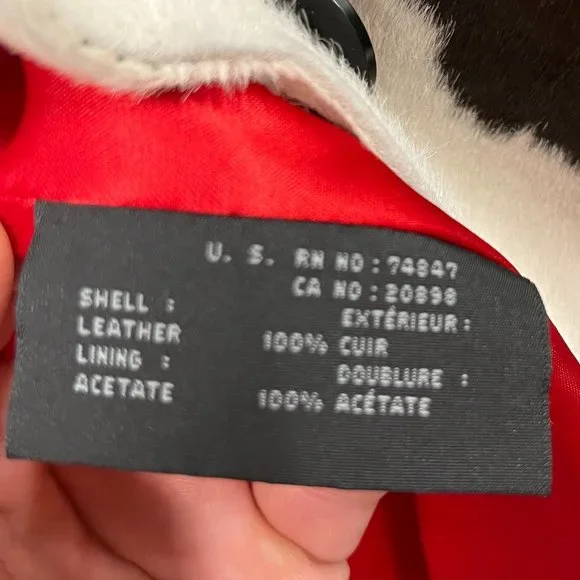 U. S. RN NO : 74847
CA NO : 20898
SHELL :
LEATHER
LINING :
ACETATE
EXTÉRIEUR :
100% CUIR
DOUBLURE :
100% ACÉTATE